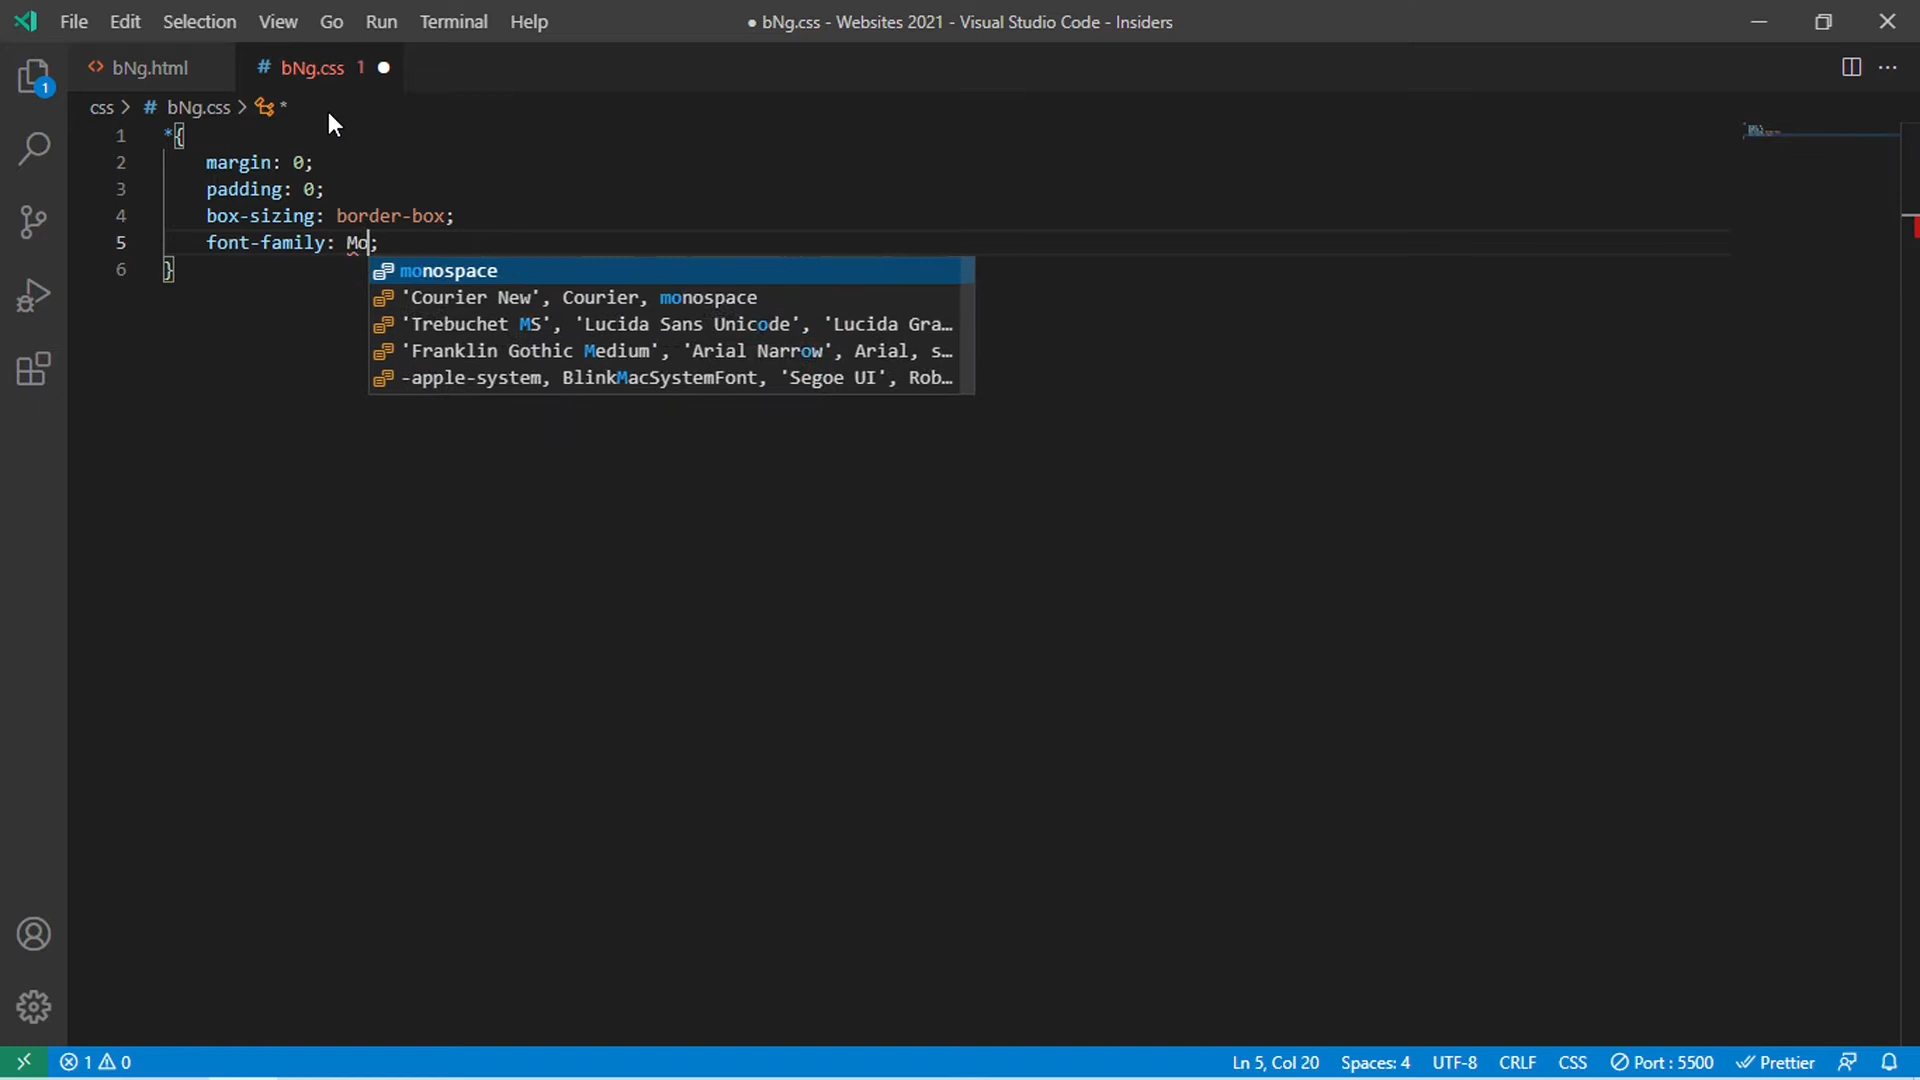 File Edit Selection View Go Run Terminal Help ● bNg.css - Websites 2021 - Visual Studio Code - Insiders
<> bNg.html # bNg.css 1 ● ···
1
css > # bNg.css > *
1 *{
2 margin: 0;
3 padding: 0;
4 box-sizing: border-box;
5 font-family: Mo;
monospace
6 }
'Courier New', Courier, monospace
'Trebuchet MS', 'Lucida Sans Unicode', 'Lucida Gra…
'Franklin Gothic Medium', 'Arial Narrow', Arial, s…
-apple-system, BlinkMacSystemFont, 'Segoe UI', Rob…
1 0 Ln 5, Col 20 Spaces: 4 UTF-8 CRLF CSS Port : 5500 Prettier